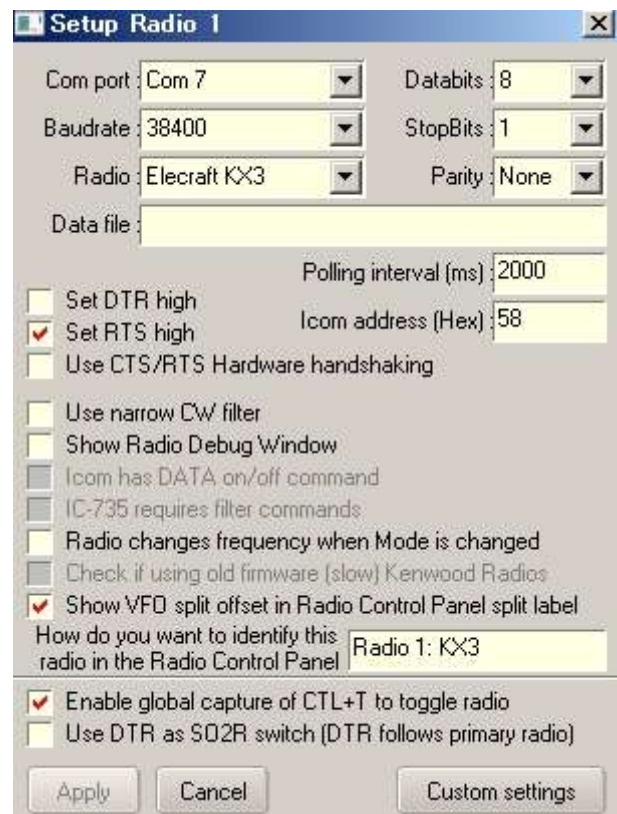 Setup Radio 1
Com port : Com 7 Databits : 8
Baudrate : 38400 StopBits : 1
Radio : Elecraft KX3 Parity : None
Data file :
Polling interval (ms) : 2000
Set DTR high
Icom address (Hex) : 58
Set RTS high
Use CTS/RTS Hardware handshaking
Use narrow CW filter
Show Radio Debug Window
Icom has DATA on/off command
IC-735 requires filter commands
Radio changes frequency when Mode is changed
Check if using old firmware (slow) Kenwood Radios
Show VFO split offset in Radio Control Panel split label
How do you want to identify this
radio in the Radio Control Panel Radio 1: KX3
Enable global capture of CTL+T to toggle radio
Use DTR as SO2R switch (DTR follows primary radio)
Apply Cancel Custom settings